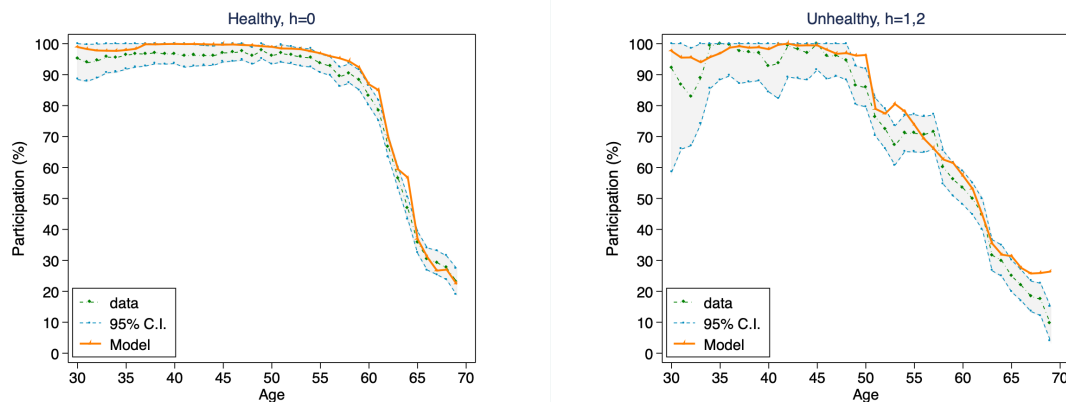 Healthy, h=0
Participation (%)
100
90
80
70
60
50
40
30
20
10
0
data
95% C.I.
Model
30 35 40 45 50 55 60 65 70
Age
Unhealthy, h=1,2
Participation (%)
100
90
80
70
60
50
40
30
20
10
0
data
95% C.I.
Model
30 35 40 45 50 55 60 65 70
Age